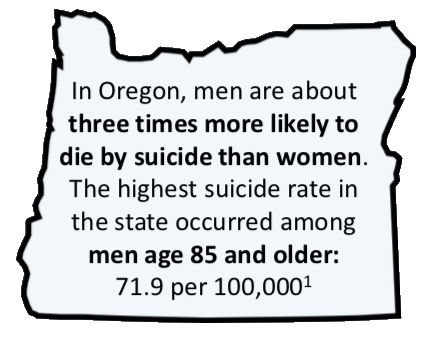 In Oregon, men are about
three times more likely to
die by suicide than women.
The highest suicide rate in
the state occurred among
men age 85 and older:
71.9 per 100,000¹